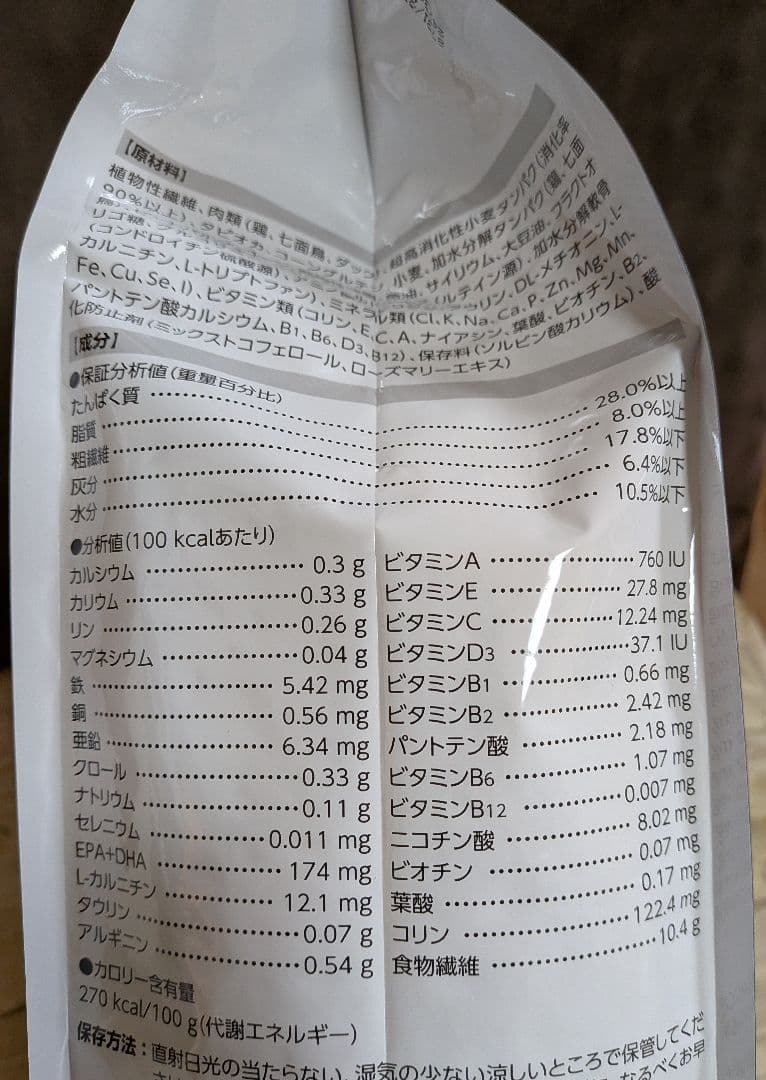 【原材料】
植物性繊維、肉類(鶏、七面鳥、ダック)、超高消化性小麦タンパク(消化率
90%以上)、タピオカ、コーングルテン、小麦、加水分解タンパク(鶏、七面
サイリウム、大豆油、フラクトオ
リゴ糖、(ルテイン源)、加水分解軟骨
(コンドロイチン硫酸源)、DL-メチオニン、L-
カルニチン、L-トリプトファン)、ミネラル類(Cl、K、Na、Ca、P、Zn、Mg、Mn、
Fe、Cu、Se、I)、ビタミン類(コリン、E、C、A、ナイアシン、葉酸、ビオチン、B2、
パントテン酸カルシウム、B1、B6、D3、B12)、保存料(ソルビン酸カリウム)、酸
化防止剤(ミックストコフェロール、ローズマリーエキス)
【成分】
●保証分析値(重量百分比)
たんぱく質 28.0%以上
脂質 8.0%以上
粗繊維 17.8%以下
灰分 6.4%以下
水分 10.5%以下
●分析値(100 kcalあたり)
カルシウム 0.3 g
カリウム 0.33 g
リン 0.26 g
マグネシウム 0.04 g
鉄 5.42 mg
銅 0.56 mg
亜鉛 6.34 mg
クロール 0.33 g
ナトリウム 0.11 g
セレニウム 0.011 mg
EPA+DHA 174 mg
L-カルニチン 12.1 mg
タウリン 0.07 g
アルギニン 0.54 g
ビタミンA 760 IU
ビタミンE 27.8 mg
ビタミンC 12.24 mg
ビタミンD3 37.1 IU
ビタミンB1 0.66 mg
ビタミンB2 2.42 mg
パントテン酸 2.18 mg
ビタミンB6 1.07 mg
ビタミンB12 0.007 mg
ニコチン酸 8.02 mg
ビオチン 0.07 mg
葉酸 0.17 mg
コリン 122.4 mg
食物繊維 10.4 g
●カロリー含有量
270 kcal/100 g(代謝エネルギー)
保存方法：直射日光の当たらない、湿気の少ない涼しいところで保管してくだ
なるべくお早